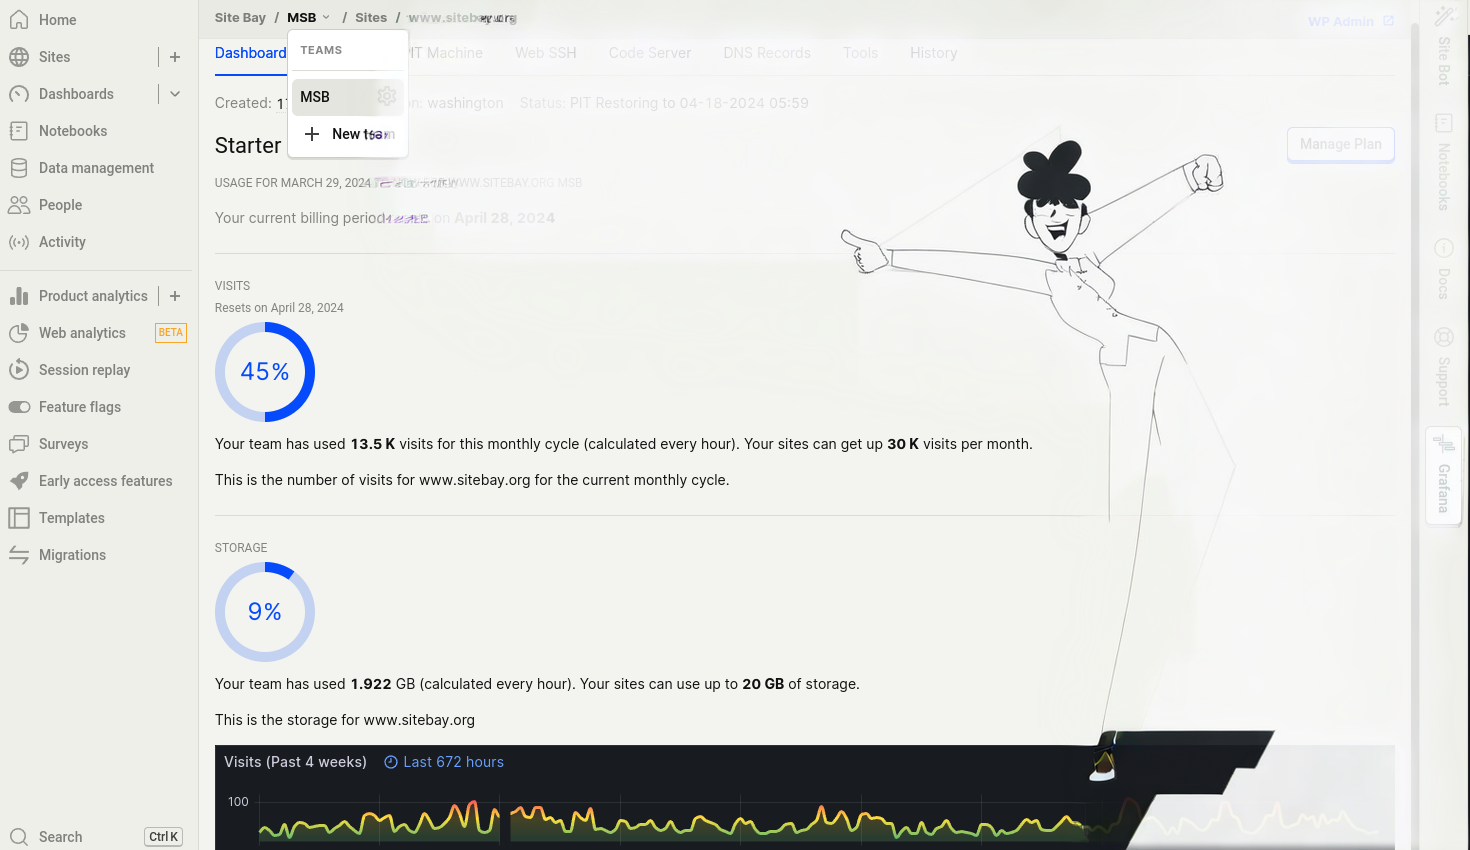 Home
Sites
Dashboards
Notebooks
Data management
People
Activity
Product analytics
Web analytics BETA
Session replay
Feature flags
Surveys
Early access features
Templates
Migrations
Search Ctrl K
Site Bay / MSB / Sites / www.sitebay.org
WP Admin
TEAMS
MSB
New team
Dashboard PIT Machine Web SSH Code Server DNS Records Tools History
Created: washington Status: PIT Restoring to 04-18-2024 05:59
Starter
Manage Plan
USAGE FOR MARCH 29, 2024 WWW.SITEBAY.ORG MSB
Your current billing period on April 28, 2024
VISITS
Resets on April 28, 2024
45%
Your team has used 13.5 K visits for this monthly cycle (calculated every hour). Your sites can get up 30 K visits per month.
This is the number of visits for www.sitebay.org for the current monthly cycle.
STORAGE
9%
Your team has used 1.922 GB (calculated every hour). Your sites can use up to 20 GB of storage.
This is the storage for www.sitebay.org
Visits (Past 4 weeks) Last 672 hours
100
Site Bot
Notebooks
Docs
Support
Grafana